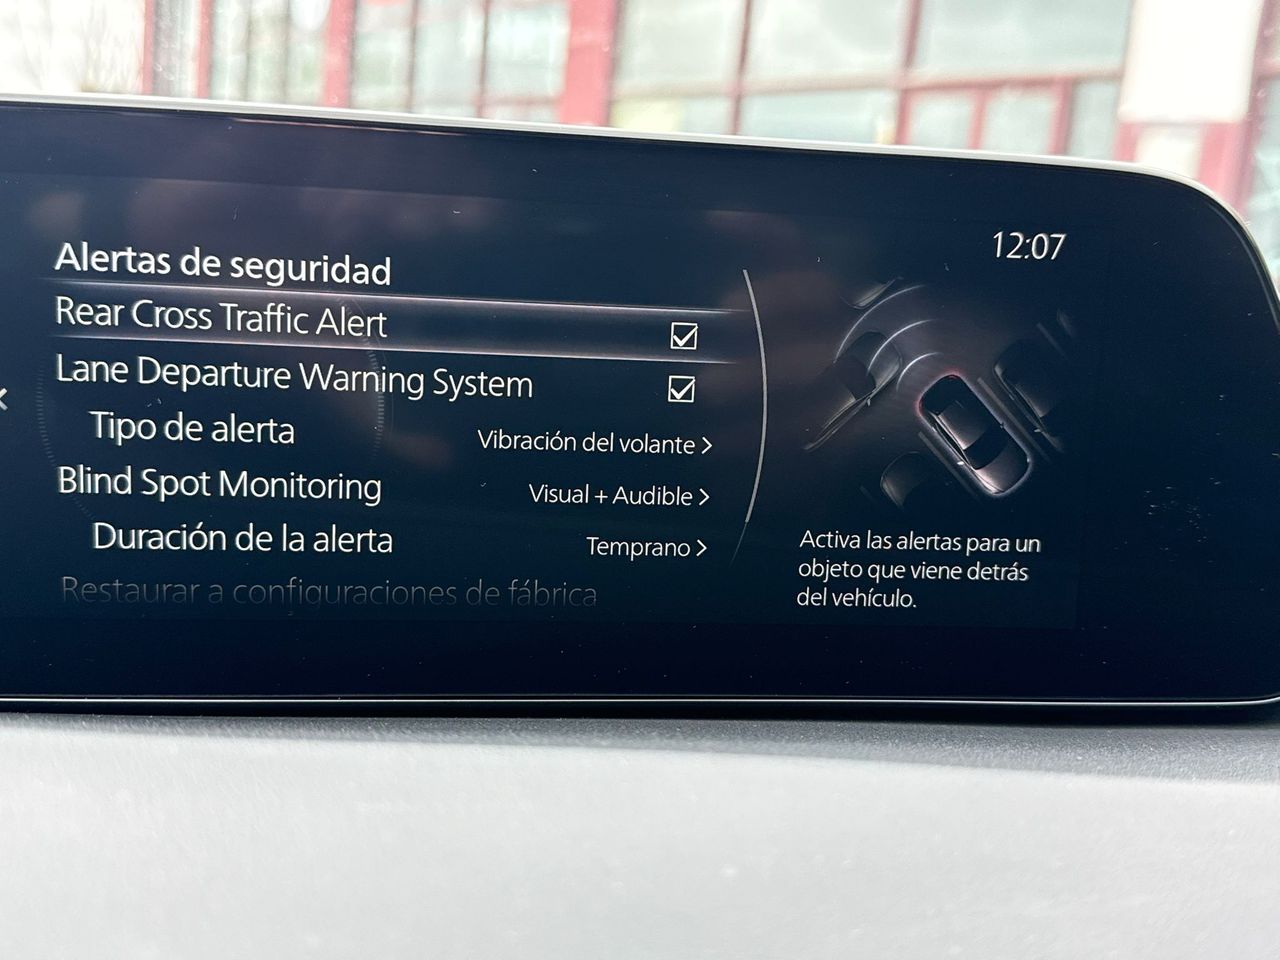 12:07
Alertas de seguridad
Rear Cross Traffic Alert
Lane Departure Warning System
Tipo de alerta Vibración del volante >
Blind Spot Monitoring Visual + Audible >
Duración de la alerta Temprano >
Restaurar a configuraciones de fábrica
Activa las alertas para un
objeto que viene detrás
del vehículo.